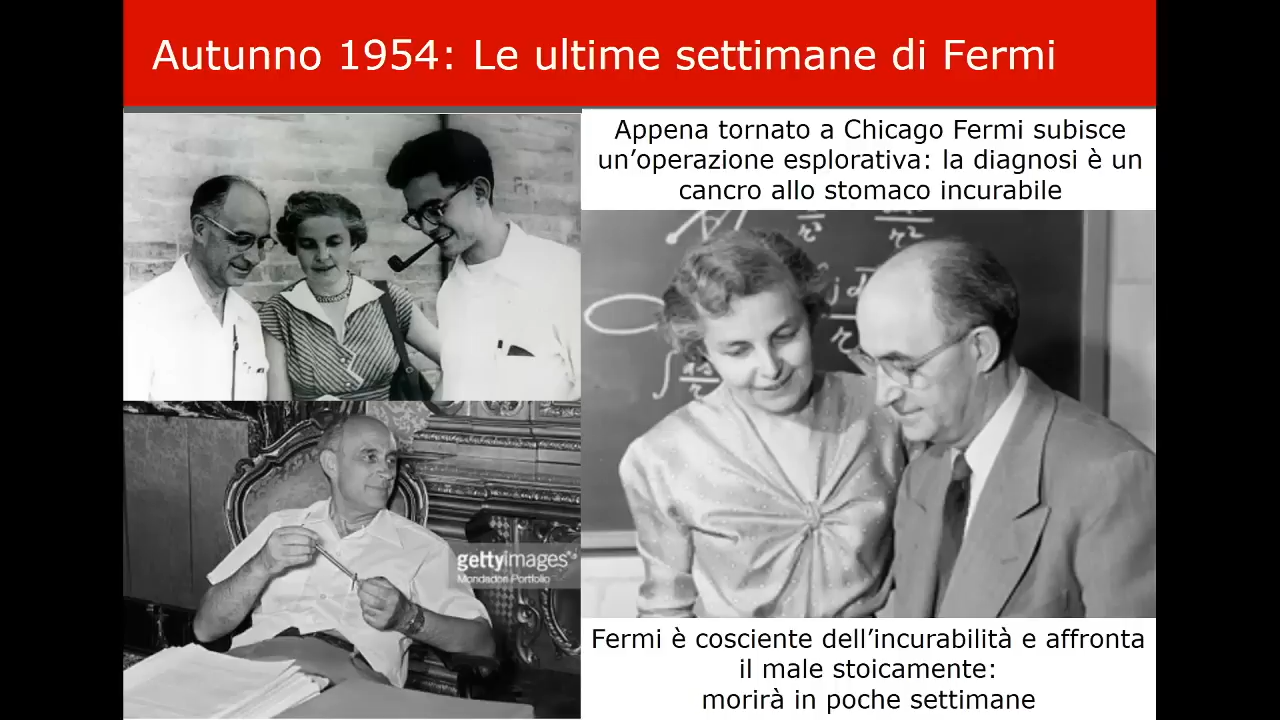 Autunno 1954: Le ultime settimane di Fermi
Appena tornato a Chicago Fermi subisce
un’operazione esplorativa: la diagnosi è un
cancro allo stomaco incurabile
gettyimages®
Mondadori Portfolio
Fermi è cosciente dell’incurabilità e affronta
il male stoicamente:
morirà in poche settimane